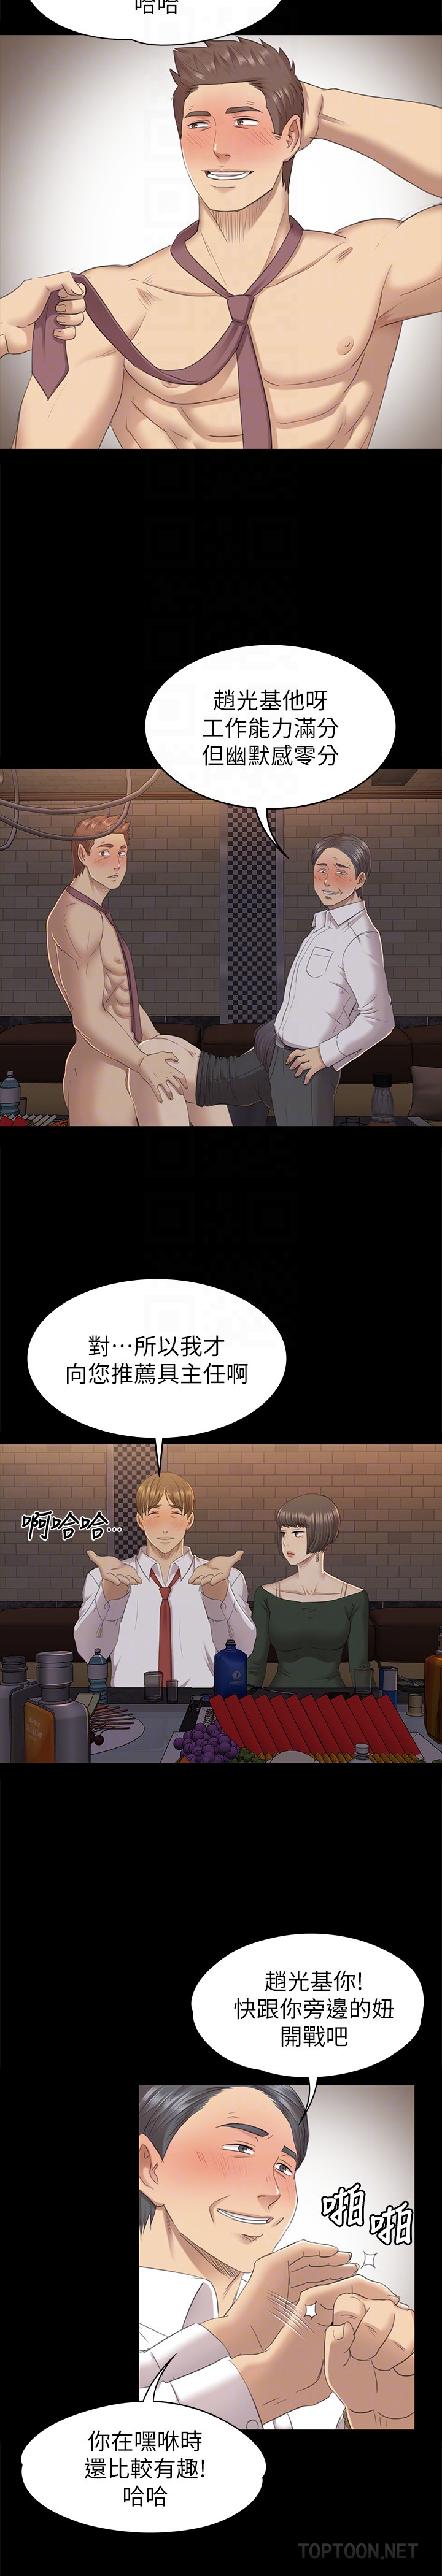 哈哈
趙光基他呀
工作能力滿分
但幽默感零分
對⋯所以我才
向您推薦具主任啊
啊哈哈...
趙光基你!
快跟你旁邊的妞
開戰吧
啪
啪
你在嘿咻時
還比較有趣!
哈哈
TOPTOON.NET